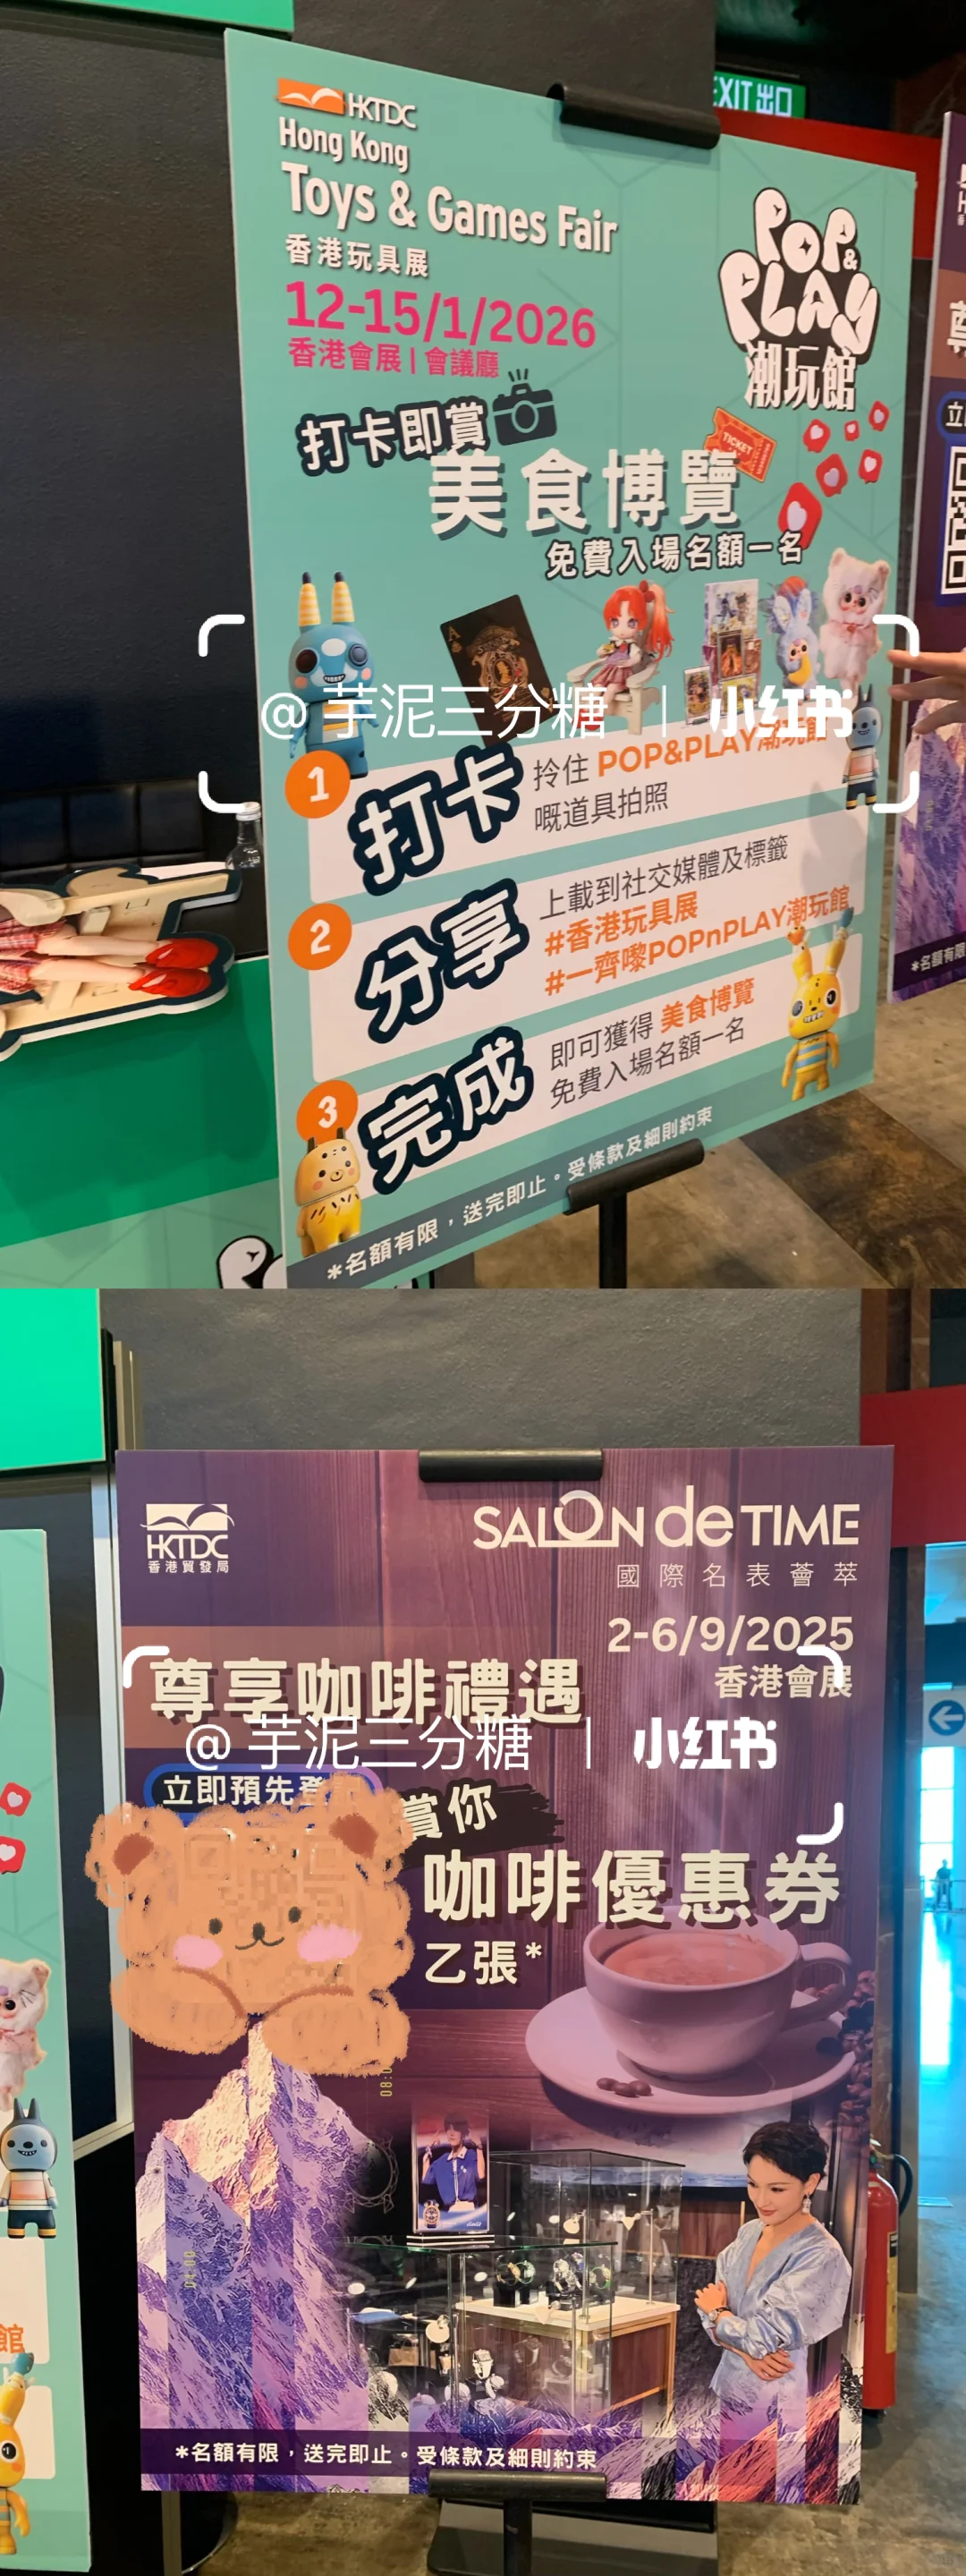 EXIT 出口
HKTDC
Hong Kong
Toys & Games Fair
香港玩具展
12-15/1/2026
香港會展 | 會議廳
POP&
PLAY
潮玩館
打卡即賞
TICKET
美食博覽
免費入場名額一名
@ 芋泥三分糖 | 小红书
1
打卡
拎住 POP&PLAY潮玩館
嘅道具拍照
2
分享
上載到社交媒體及標籤
#香港玩具展
#一齊嚟POPnPLAY潮玩館
3
完成
即可獲得 美食博覽
免費入場名額一名
*名額有限，送完即止。受條款及細則約束
立
*名額有限
HKTDC
香港貿發局
SALON de TIME
國際名表薈萃
2-6/9/2025
香港會展
尊享咖啡禮遇
@ 芋泥三分糖 | 小红书
立即預先登
賞你
咖啡優惠券
乙張*
館
*名額有限，送完即止。受條款及細則約束